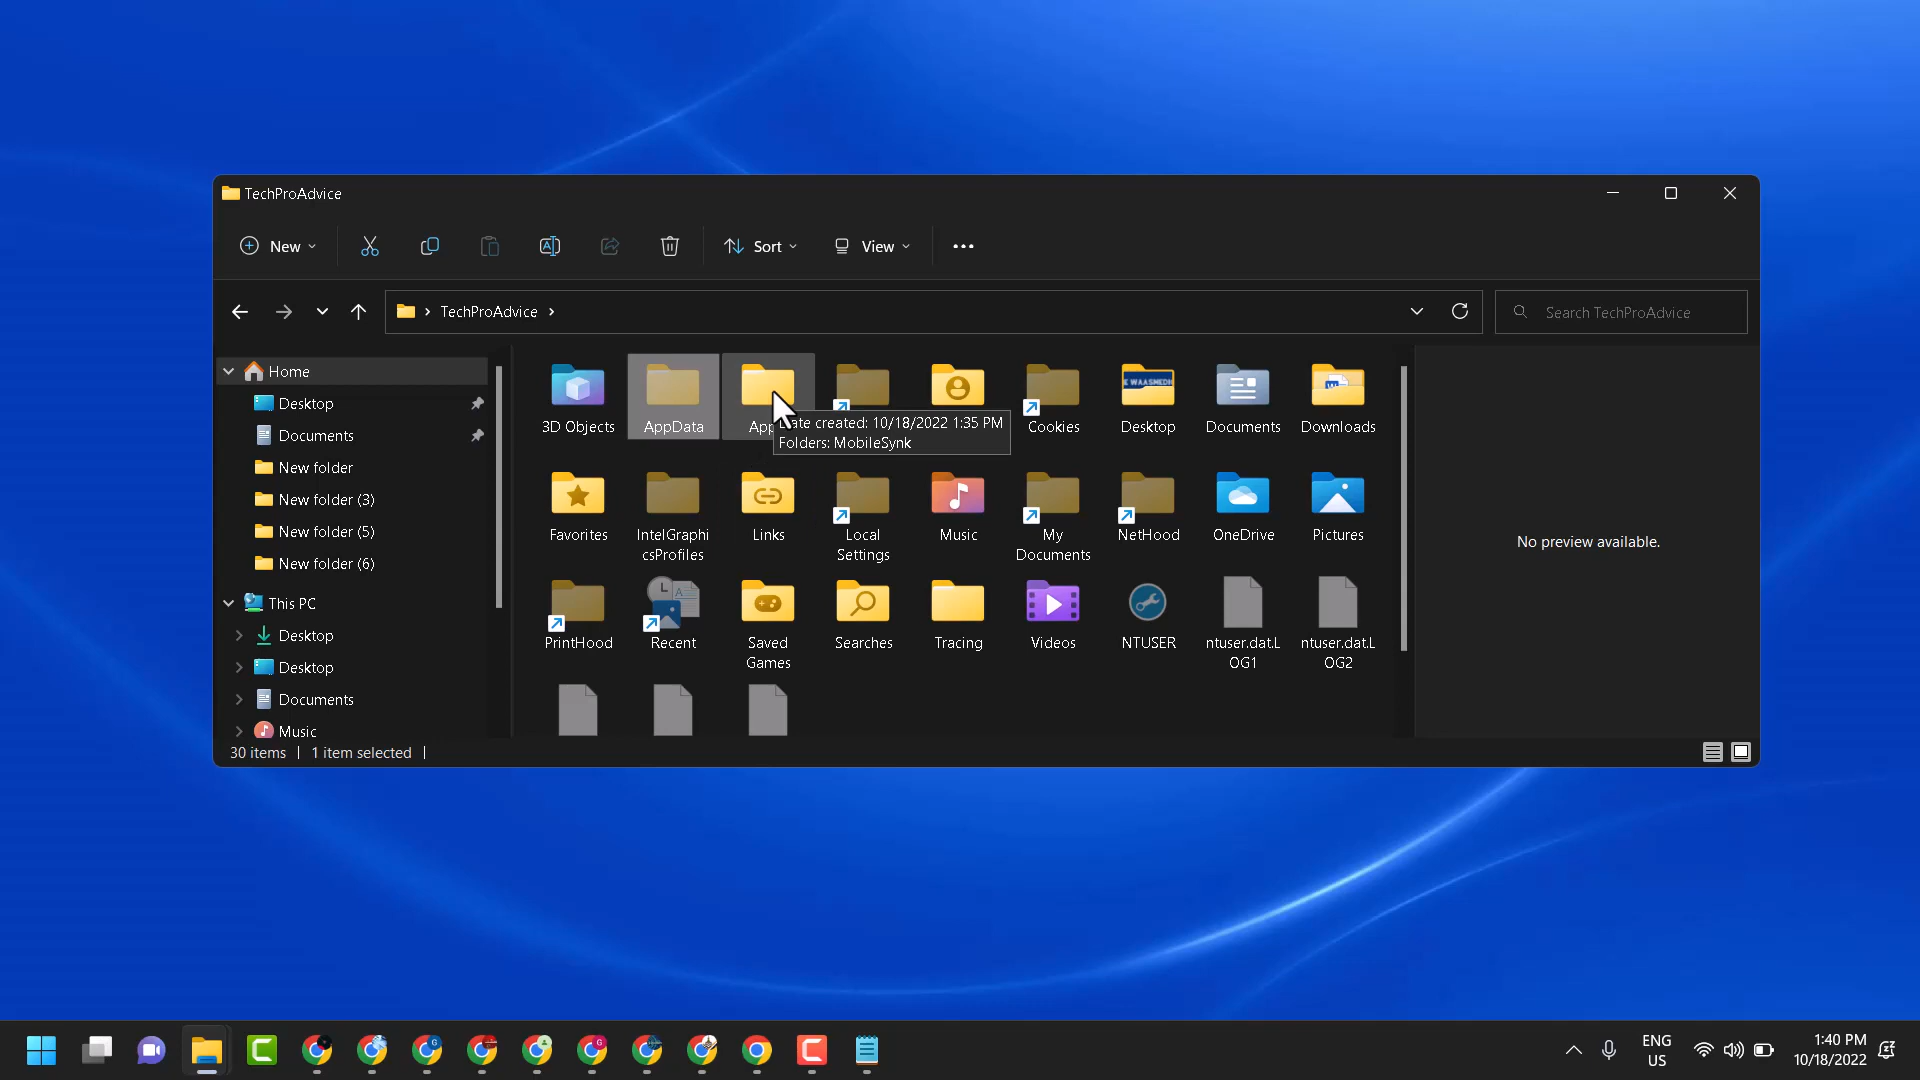 TechProAdvice
New
Sort
View
TechProAdvice
Search TechProAdvice
Home
Desktop
Documents
New folder
New folder (3)
New folder (5)
New folder (6)
This PC
Desktop
Desktop
Documents
Music
3D Objects
AppData
App
Cookies
Desktop
Documents
Downloads
ate created: 10/18/2022 1:35 PM
Folders: MobileSynk
Favorites
IntelGraphi
csProfiles
Links
Local
Settings
Music
My
Documents
NetHood
OneDrive
Pictures
PrintHood
Recent
Saved
Games
Searches
Tracing
Videos
NTUSER
ntuser.dat.L
OG1
ntuser.dat.L
OG2
No preview available.
30 items
1 item selected
ENG
US
1:40 PM
10/18/2022